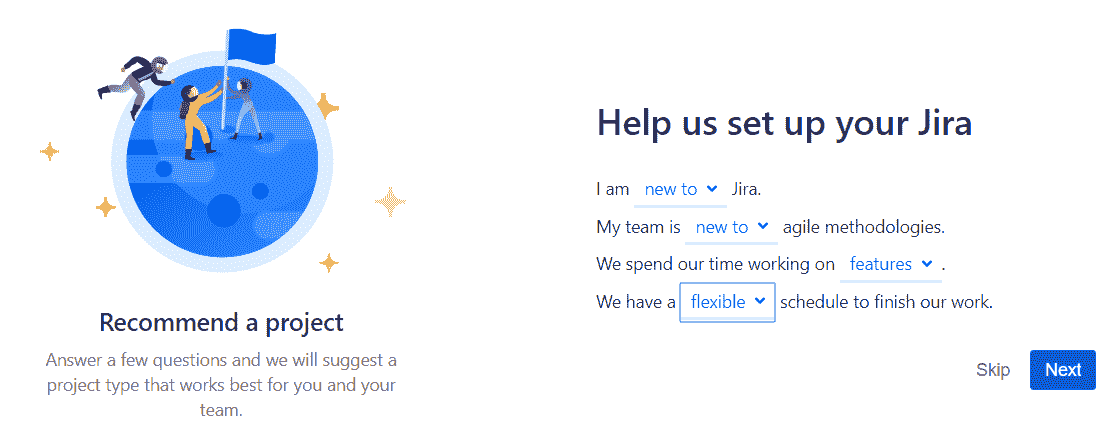 Recommend a project
Answer a few questions and we will suggest a
project type that works best for you and your
team.
Help us set up your Jira
I am new to Jira.
My team is new to agile methodologies.
We spend our time working on features .
We have a flexible schedule to finish our work.
Skip Next